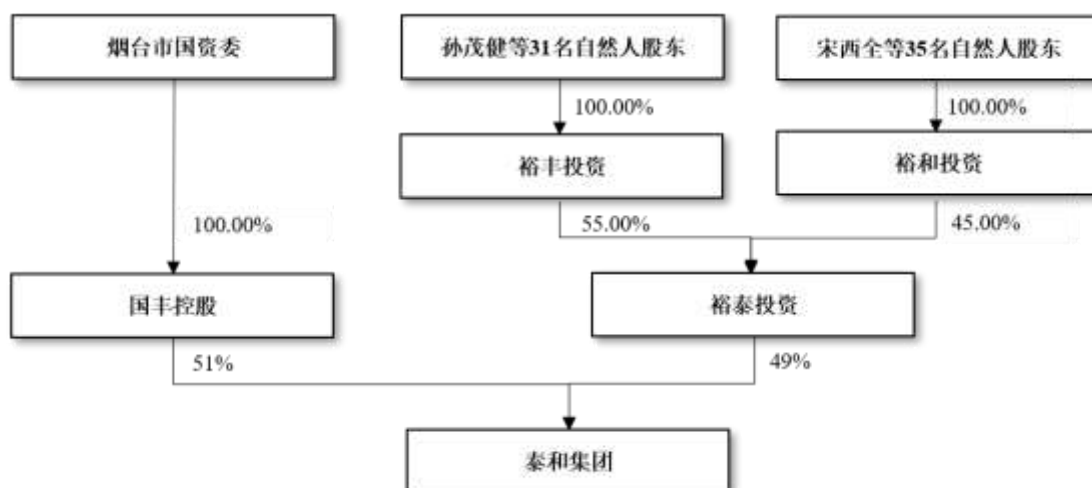 烟台市国资委
孙茂健等31名自然人股东
宋西全等35名自然人股东
100.00%
100.00%
裕丰投资
裕和投资
100.00%
55.00%
45.00%
国丰控股
裕泰投资
51%
49%
泰和集团